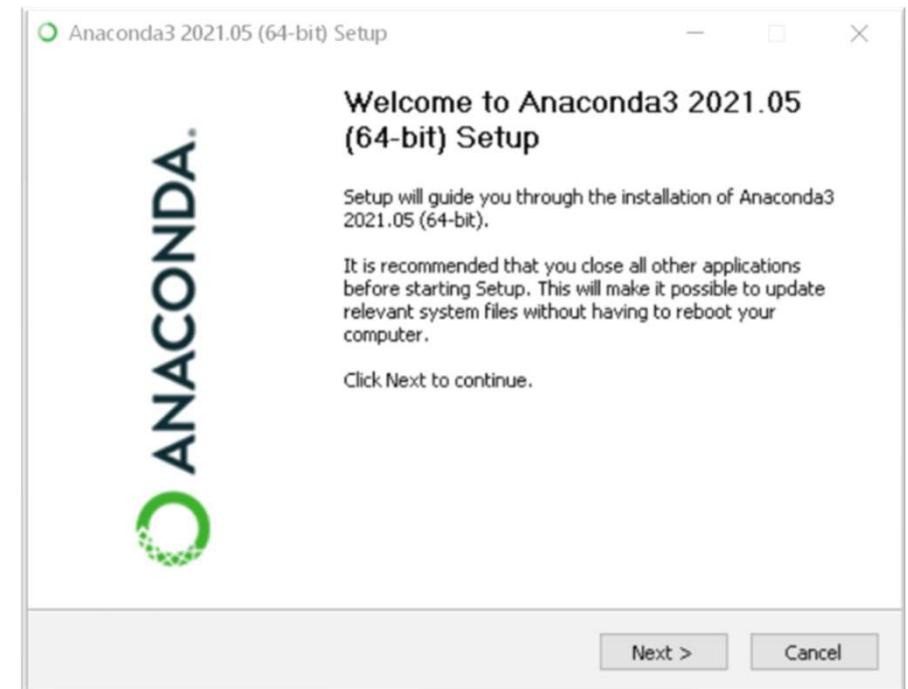 Anaconda3 2021.05 (64-bit) Setup
ANACONDA.
Welcome to Anaconda3 2021.05
(64-bit) Setup
Setup will guide you through the installation of Anaconda3
2021.05 (64-bit).
It is recommended that you close all other applications
before starting Setup. This will make it possible to update
relevant system files without having to reboot your
computer.
Click Next to continue.
Next >
Cancel